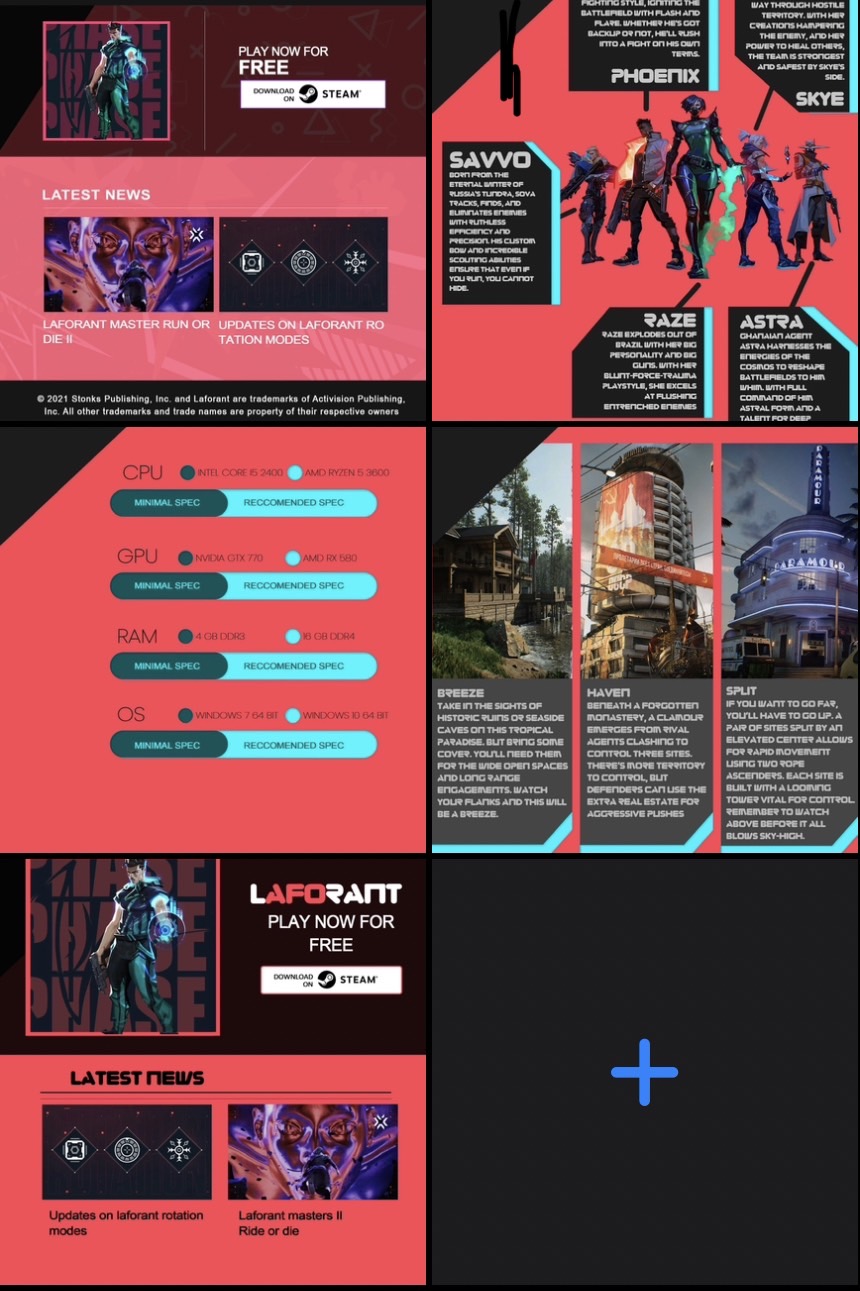 PHASE
PHASE
PHASE
PLAY NOW FOR
FREE
DOWNLOAD
ON
STEAM
LATEST NEWS
LAFORANT MASTER RUN OR
DIE II
UPDATES ON LAFORANT RO
TATION MODES
© 2021 Stonks Publishing, Inc. and Laforant are trademarks of Activision Publishing,
Inc. All other trademarks and trade names are property of their respective owners
FIGHTING STYLE, IGNITING THE
BATTLEFIELD WITH FLASH AND
FLARE. WHETHER HE'S GOT
BACKUP OR NOT, HE'LL RUSH
INTO A FIGHT ON HIS OWN
TERMS.
PHOENIX
WAY THROUGH HOSTILE
TERRITORY. WITH HER
CREATIONS HAMPERING
THE ENEMY, AND HER
POWER TO HEAL OTHERS,
THE TEAM IS STRONGEST
AND SAFEST BY SKYE'S
SIDE.
SKYE
SAVVO
BORN FROM THE
ETERNAL WINTER OF
RUSSIA'S TUNDRA, SOVA
TRACKS, FINDS, AND
ELIMINATES ENEMIES
WITH RUTHLESS
EFFICIENCY AND
PRECISION. HIS CUSTOM
BOW AND INCREDIBLE
SCOUTING ABILITIES
ENSURE THAT EVEN IF
YOU RUN, YOU CANNOT
HIDE.
RAZE
RAZE EXPLODES OUT OF
BRAZIL WITH HER BIG
PERSONALITY AND BIG
GUNS. WITH HER
BLUNT-FORCE-TRAUMA
PLAYSTYLE, SHE EXCELS
AT FLUSHING
ENTRENCHED ENEMIES
ASTRA
GHANAIAN AGENT
ASTRA HARNESSES THE
ENERGIES OF THE
COSMOS TO RESHAPE
BATTLEFIELDS TO HIM
WHIM. WITH FULL
COMMAND OF HIM
ASTRAL FORM AND A
TALENT FOR DEEP
CPU INTEL CORE I5 2400 AMD RYZEN 5 3600
MINIMAL SPEC RECCOMENDED SPEC
GPU NVIDIA GTX 770 AMD RX 580
MINIMAL SPEC RECCOMENDED SPEC
RAM 4 GB DDR3 16 GB DDR4
MINIMAL SPEC RECCOMENDED SPEC
OS WINDOWS 7 64 BIT WINDOWS 10 64 BIT
MINIMAL SPEC RECCOMENDED SPEC
PARAMOUR
PARAMOUR
BREEZE
TAKE IN THE SIGHTS OF
HISTORIC RUINS OR SEASIDE
CAVES ON THIS TROPICAL
PARADISE. BUT BRING SOME
COVER. YOU'LL NEED THEM
FOR THE WIDE OPEN SPACES
AND LONG RANGE
ENGAGEMENTS. WATCH
YOUR FLANKS AND THIS WILL
BE A BREEZE.
HAVEN
BENEATH A FORGOTTEN
MONASTERY, A CLAMOUR
EMERGES FROM RIVAL
AGENTS CLASHING TO
CONTROL THREE SITES.
THERE'S MORE TERRITORY
TO CONTROL, BUT
DEFENDERS CAN USE THE
EXTRA REAL ESTATE FOR
AGGRESSIVE PUSHES
SPLIT
IF YOU WANT TO GO FAR,
YOU'LL HAVE TO GO UP. A
PAIR OF SITES SPLIT BY AN
ELEVATED CENTER ALLOWS
FOR RAPID MOVEMENT
USING TWO ROPE
ASCENDERS. EACH SITE IS
BUILT WITH A LOOMING
TOWER VITAL FOR CONTROL.
REMEMBER TO WATCH
ABOVE BEFORE IT ALL
BLOWS SKY-HIGH.
PHASE
PHASE
PHASE
LAFORANT
PLAY NOW FOR
FREE
DOWNLOAD
ON
STEAM
LATEST NEWS
Updates on laforant rotation
modes
Laforant masters II
Ride or die